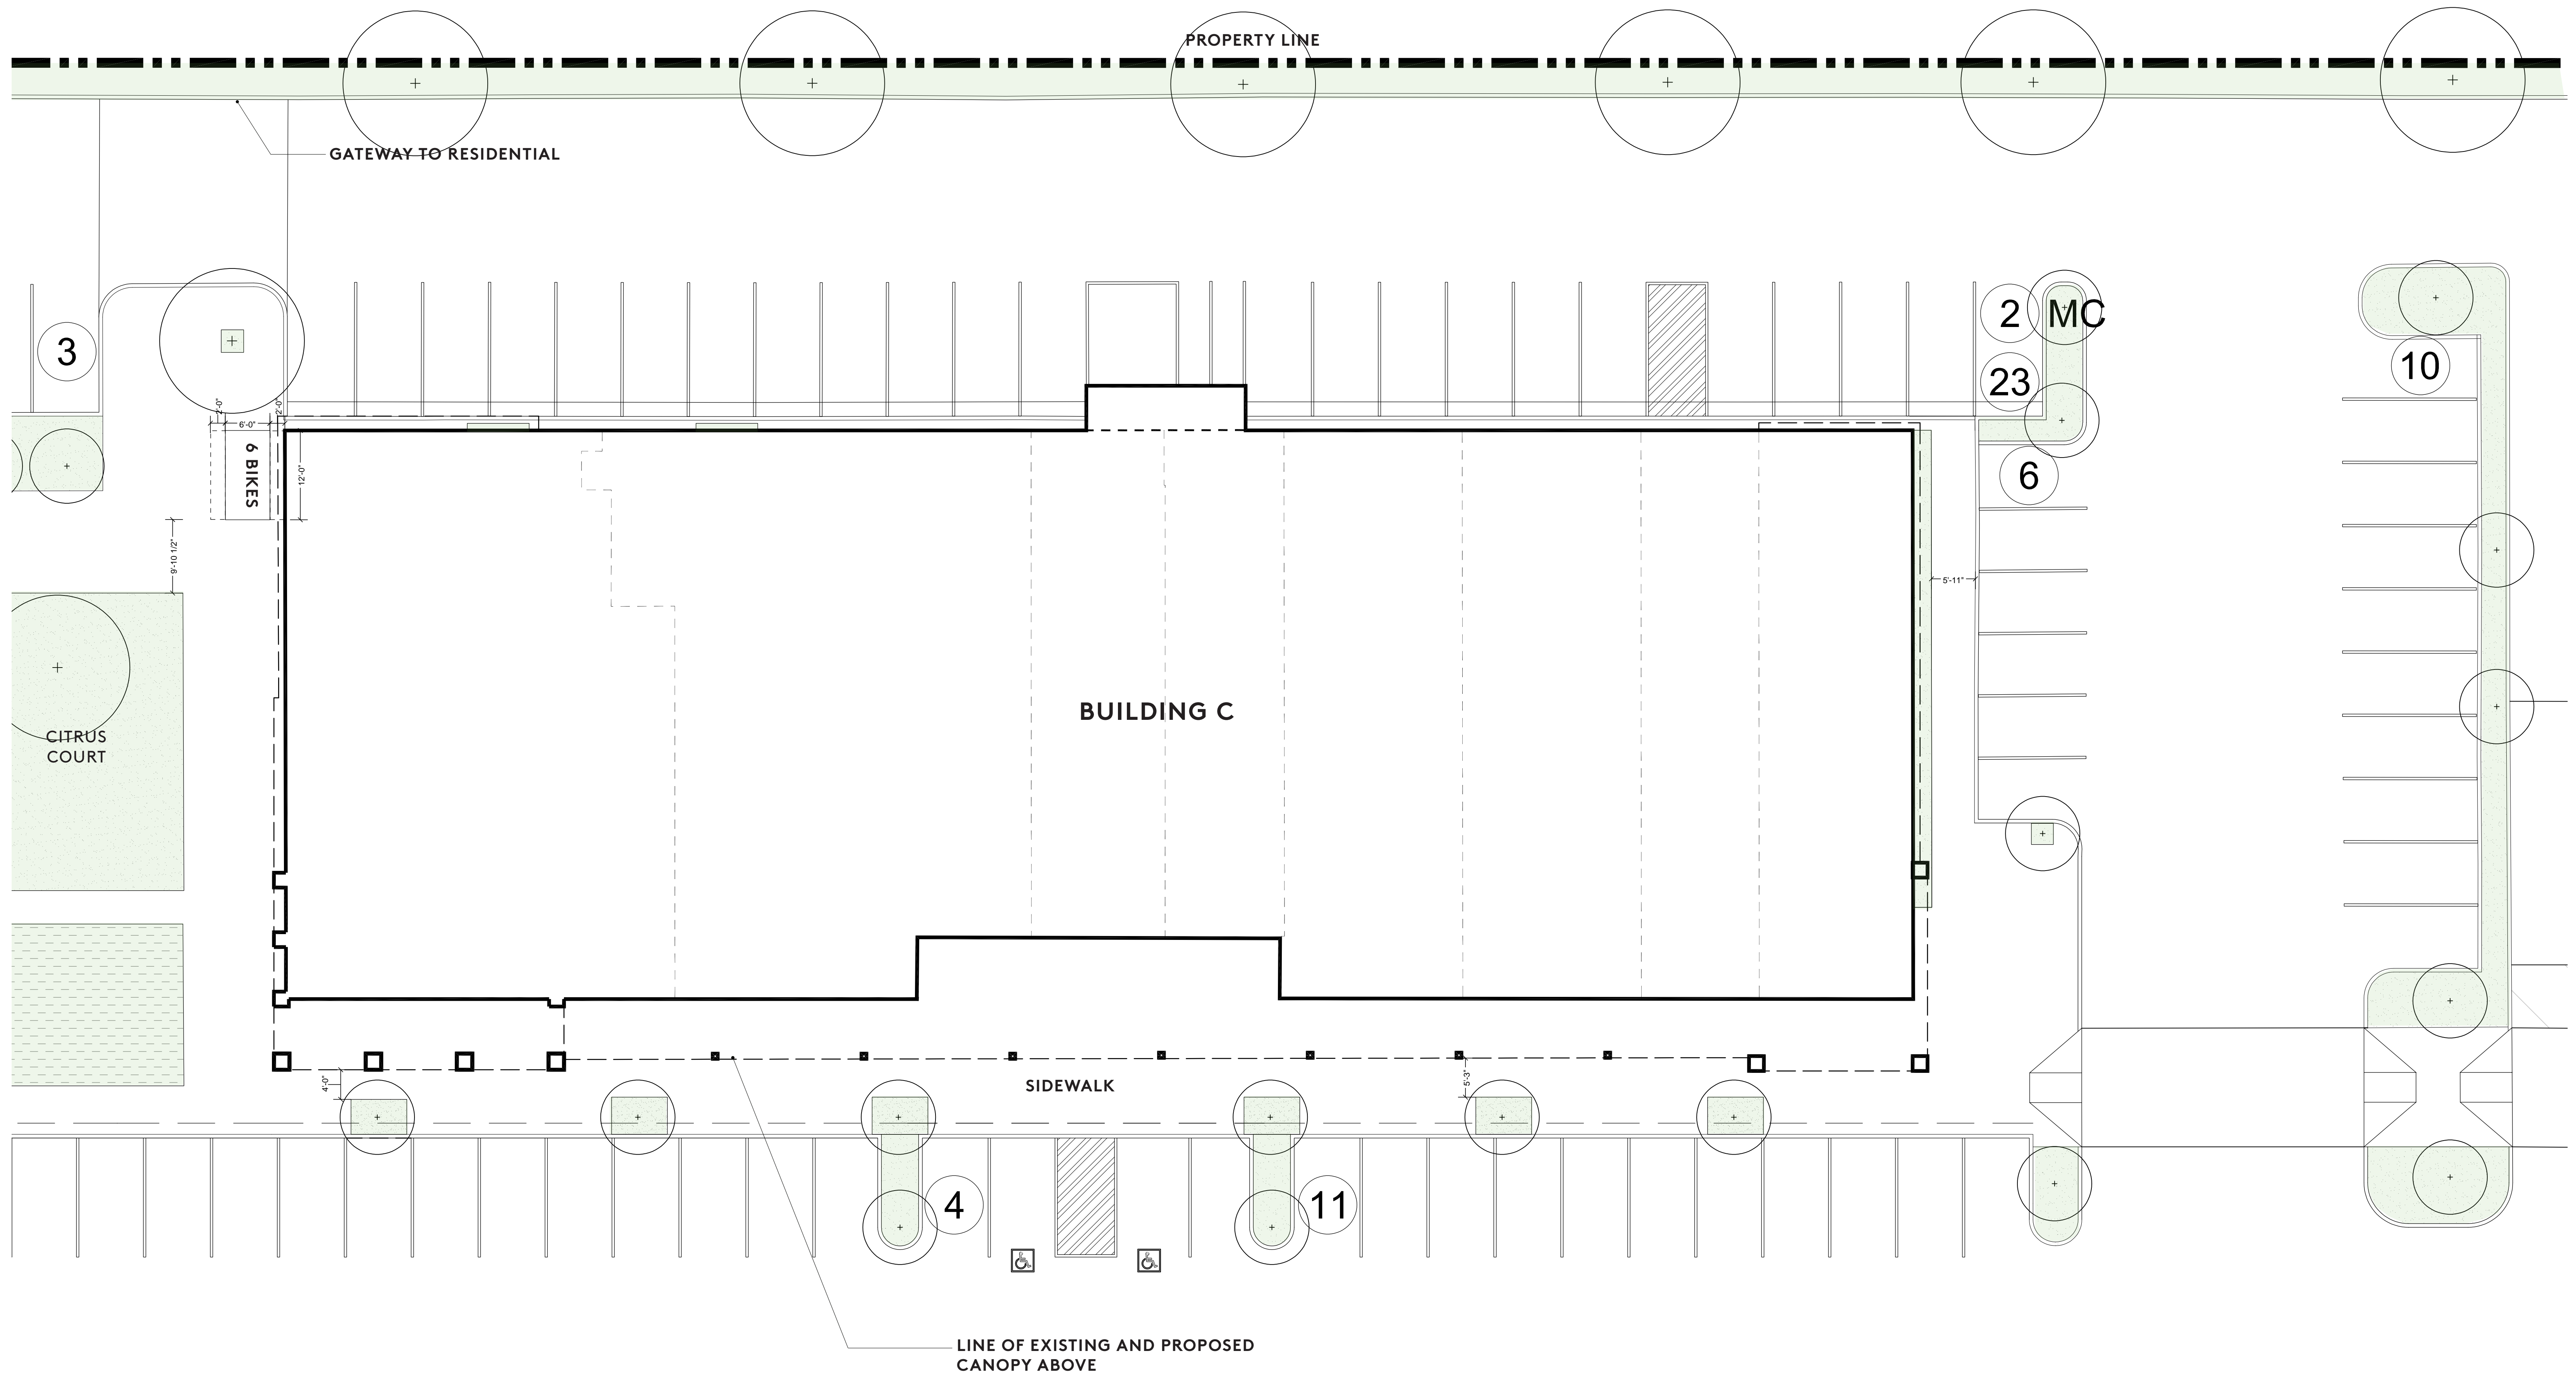 PROPERTY LINE
GATEWAY TO RESIDENTIAL
2
MC
3
10
23
2'-0"
2'-0"
6'-0"
6 BIKES
12'-0"
6
9'-10 1/2"
5'-11"
BUILDING C
CITRUS
COURT
4'-0"
SIDEWALK
5'-3"
4
11
LINE OF EXISTING AND PROPOSED
CANOPY ABOVE